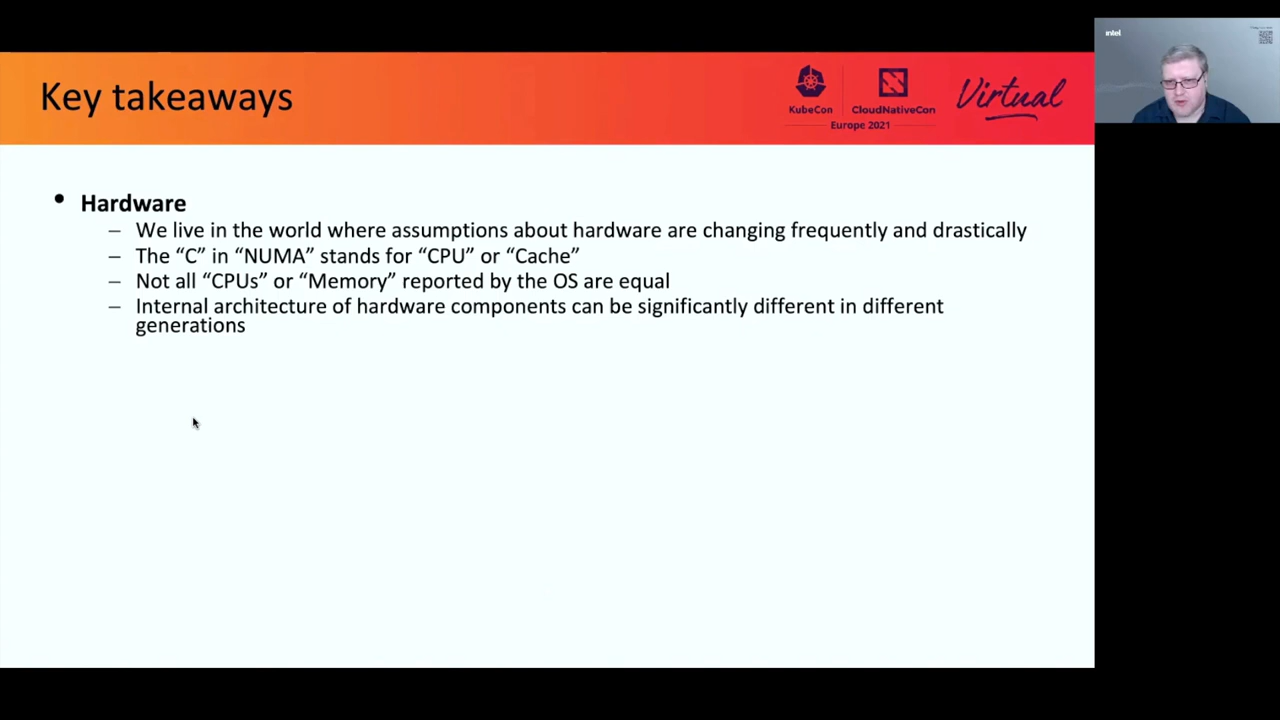 Key takeaways
KubeCon
CloudNativeCon
Europe 2021
Virtual
intel
• Hardware
– We live in the world where assumptions about hardware are changing frequently and drastically
– The “C” in “NUMA” stands for “CPU” or “Cache”
– Not all “CPUs” or “Memory” reported by the OS are equal
– Internal architecture of hardware components can be significantly different in different
generations